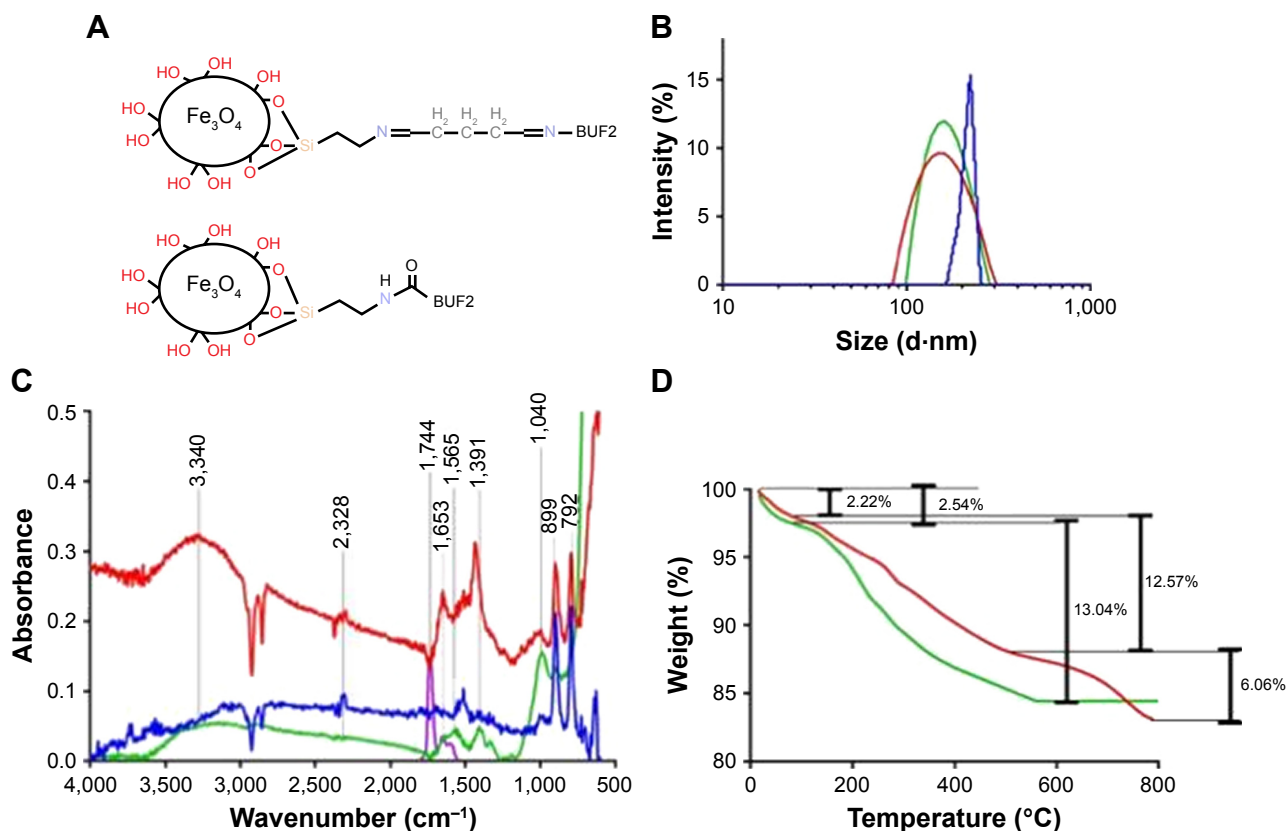 A
OH
HO
OH
HO
O
Fe3O4
H2 H2 H2
HO
O Si N C C C N BUF2
O
HO OH
OH
HO
OH
O
HO
O
Fe3O4
H
HO
O Si N BUF2
O
HO OH
B
Intensity (%)
15
10
5
0
10 100 1,000
Size (d·nm)
C
Absorbance
0.5
0.4
0.3
0.2
0.1
0.0
3,340
2,328
1,744
1,653
1,565
1,391
1,040
899
792
4,000 3,500 3,000 2,500 2,000 1,500 1,000 500
Wavenumber (cm⁻¹)
D
Weight (%)
100
95
90
85
80
2.22%
2.54%
12.57%
13.04%
6.06%
0 200 400 600 800
Temperature (°C)